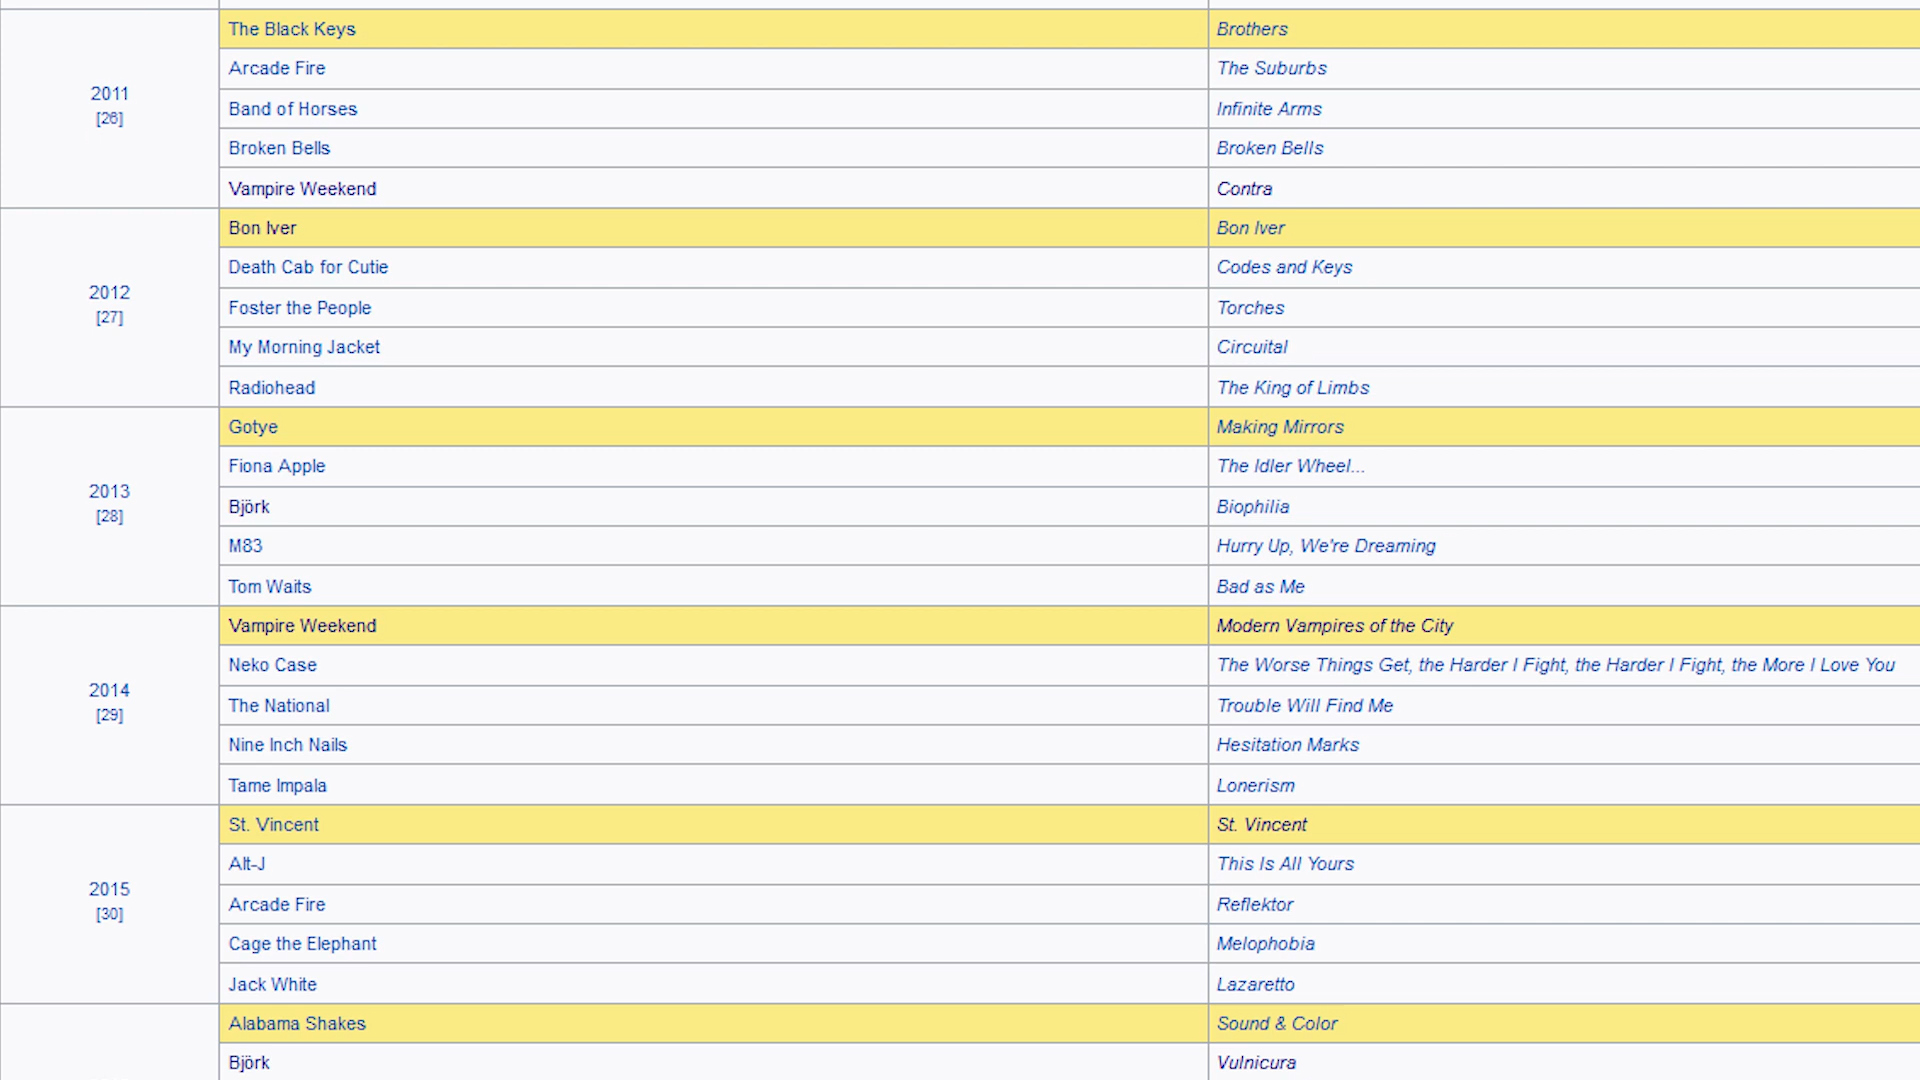 The Black Keys Brothers
Arcade Fire The Suburbs
2011
[26]
Band of Horses Infinite Arms
Broken Bells Broken Bells
Vampire Weekend Contra
Bon Iver Bon Iver
Death Cab for Cutie Codes and Keys
2012
[27]
Foster the People Torches
My Morning Jacket Circuital
Radiohead The King of Limbs
Gotye Making Mirrors
Fiona Apple The Idler Wheel...
2013
[28]
Björk Biophilia
M83 Hurry Up, We're Dreaming
Tom Waits Bad as Me
Vampire Weekend Modern Vampires of the City
Neko Case The Worse Things Get, the Harder I Fight, the Harder I Fight, the More I Love You
2014
[29]
The National Trouble Will Find Me
Nine Inch Nails Hesitation Marks
Tame Impala Lonerism
St. Vincent St. Vincent
Alt-J This Is All Yours
2015
[30]
Arcade Fire Reflektor
Cage the Elephant Melophobia
Jack White Lazaretto
Alabama Shakes Sound & Color
Björk Vulnicura